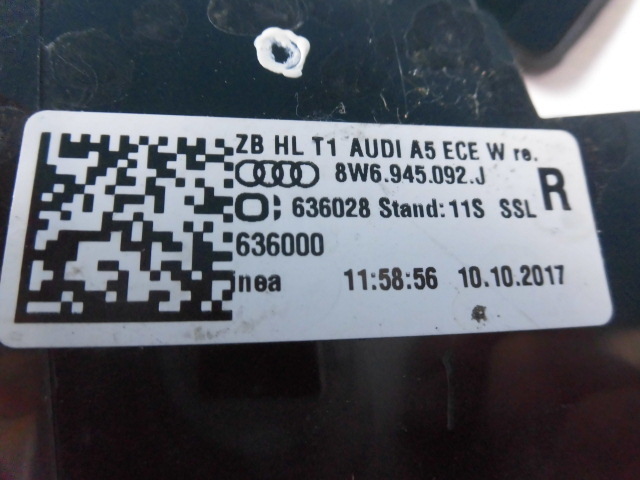 ZB HL T1 AUDI A5 ECE W re.
8W6.945.092.J R
636028 Stand: 11S SSL
636000
inea 11:58:56 10.10.2017